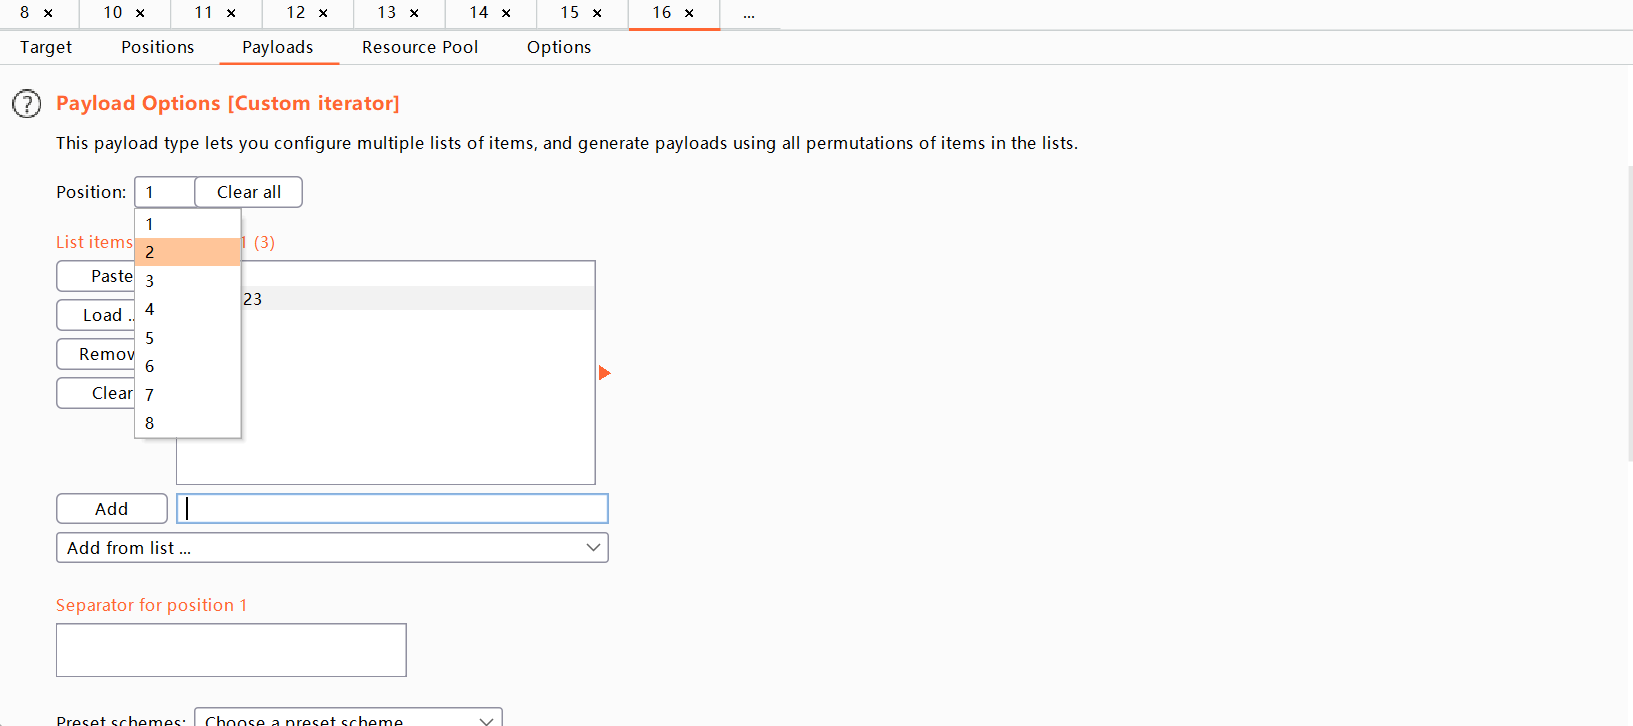 8 × 10 × 11 × 12 × 13 × 14 × 15 × 16 × ...
Target Positions Payloads Resource Pool Options
? Payload Options [Custom iterator]
This payload type lets you configure multiple lists of items, and generate payloads using all permutations of items in the lists.
Position: 1 Clear all
1
List items 1 (3)
2
Paste
3
23
Load ..
4
5
Remov
6
Clear
7
8
Add
Add from list ...
Separator for position 1
Preset schemes: Choose a preset scheme